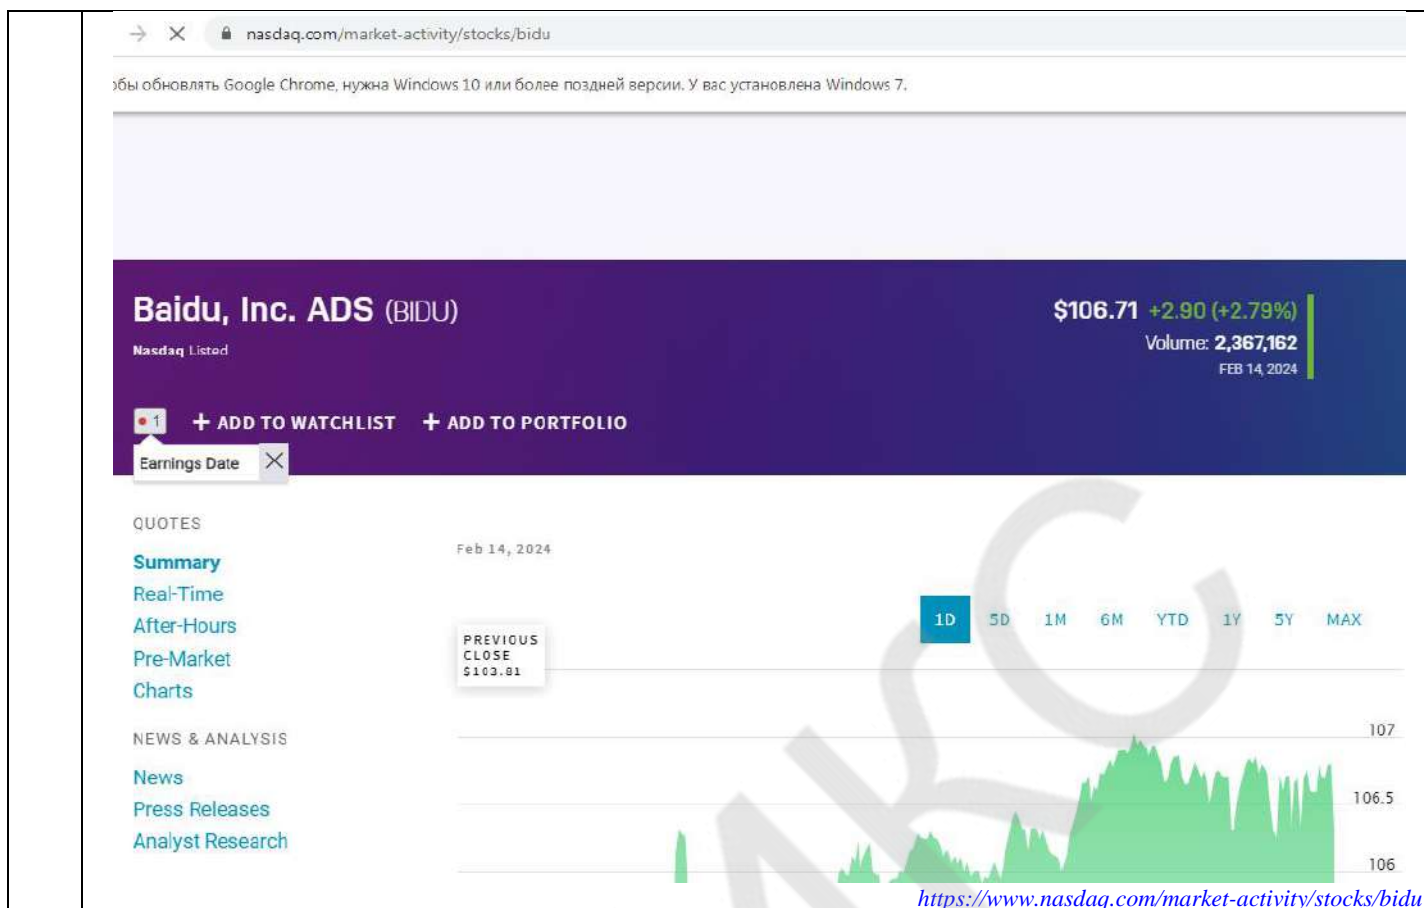 nasdaq.com/market-activity/stocks/bidu
обы обновлять Google Chrome, нужна Windows 10 или более поздней версии. У вас установлена Windows 7.
Baidu, Inc. ADS (BIDU)
Nasdaq Listed
$106.71 +2.90 (+2.79%)
Volume: 2,367,162
FEB 14, 2024
1
+ ADD TO WATCHLIST + ADD TO PORTFOLIO
Earnings Date
QUOTES
Summary
Real-Time
After-Hours
Pre-Market
Charts
NEWS & ANALYSIS
News
Press Releases
Analyst Research
Feb 14, 2024
1D 5D 1M 6M YTD 1Y 5Y MAX
PREVIOUS
CLOSE
$103.81
107
106.5
106
МКС
https://www.nasdaq.com/market-activity/stocks/bidu